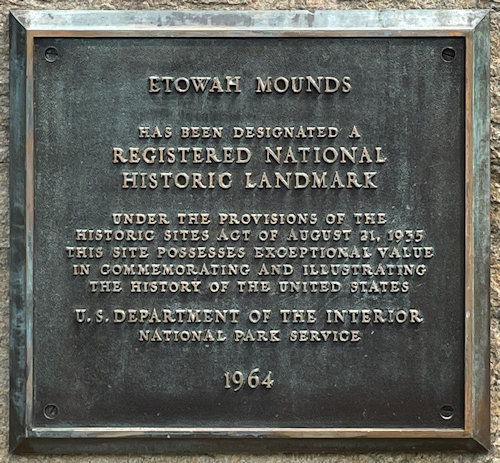 ETOWAH MOUNDS
HAS BEEN DESIGNATED A
REGISTERED NATIONAL
HISTORIC LANDMARK
UNDER THE PROVISIONS OF THE
HISTORIC SITES ACT OF AUGUST 21, 1935
THIS SITE POSSESSES EXCEPTIONAL VALUE
IN COMMEMORATING AND ILLUSTRATING
THE HISTORY OF THE UNITED STATES
U.S. DEPARTMENT OF THE INTERIOR
NATIONAL PARK SERVICE
1964